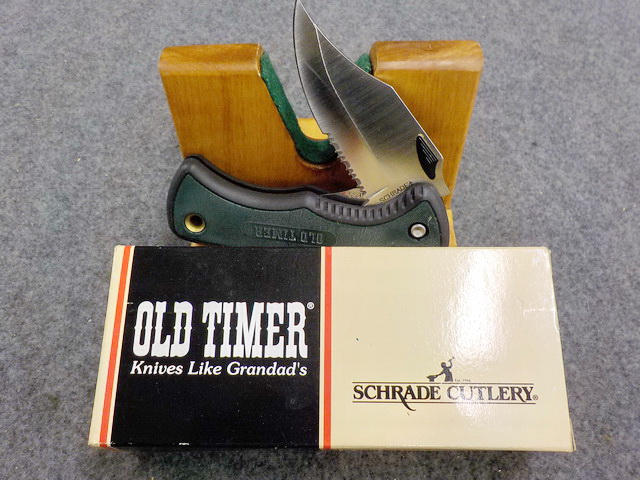 SCHRADE
OLD TIMER
OLD TIMER®
Knives Like Grandad's
SCHRADE CUTLERY®